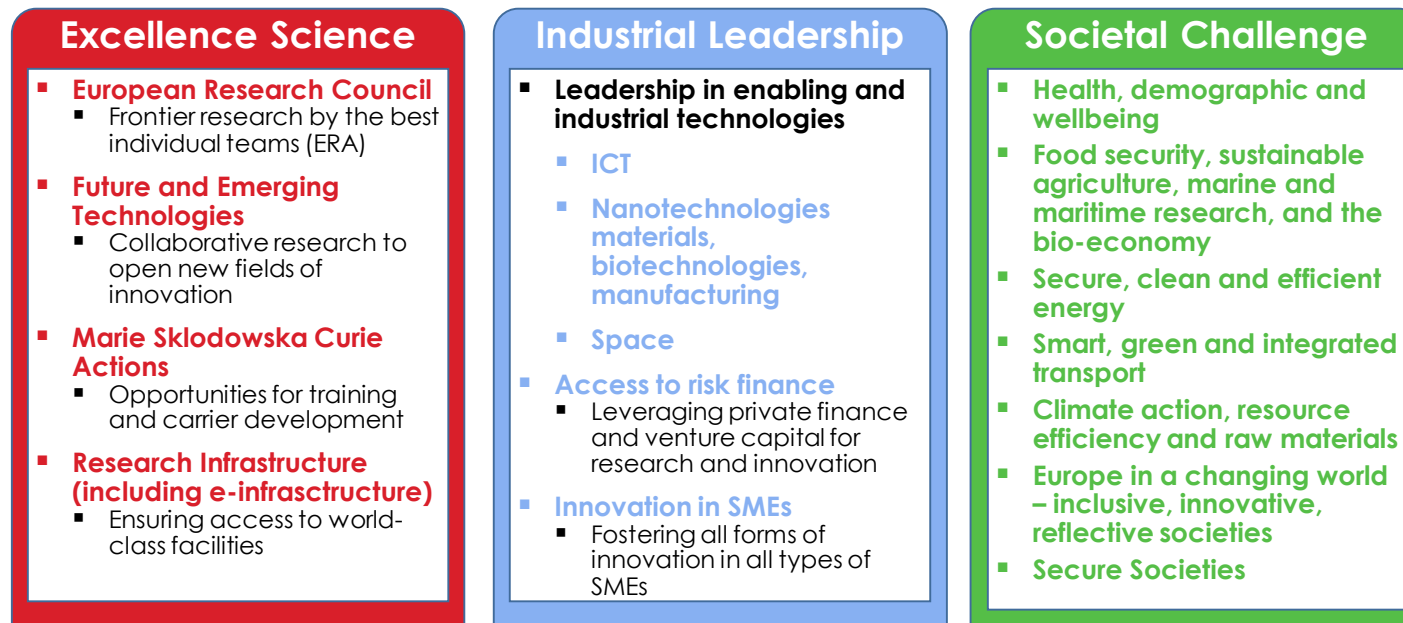 Excellence Science
▪ European Research Council
▪ Frontier research by the best
individual teams (ERA)
▪ Future and Emerging
Technologies
▪ Collaborative research to
open new fields of
innovation
▪ Marie Sklodowska Curie
Actions
▪ Opportunities for training
and carrier development
▪ Research Infrastructure
(including e-infrasctructure)
▪ Ensuring access to world-
class facilities
Industrial Leadership
▪ Leadership in enabling and
industrial technologies
▪ ICT
▪ Nanotechnologies
materials,
biotechnologies,
manufacturing
▪ Space
▪ Access to risk finance
▪ Leveraging private finance
and venture capital for
research and innovation
▪ Innovation in SMEs
▪ Fostering all forms of
innovation in all types of
SMEs
Societal Challenge
▪ Health, demographic and
wellbeing
▪ Food security, sustainable
agriculture, marine and
maritime research, and the
bio-economy
▪ Secure, clean and efficient
energy
▪ Smart, green and integrated
transport
▪ Climate action, resource
efficiency and raw materials
▪ Europe in a changing world
– inclusive, innovative,
reflective societies
▪ Secure Societies